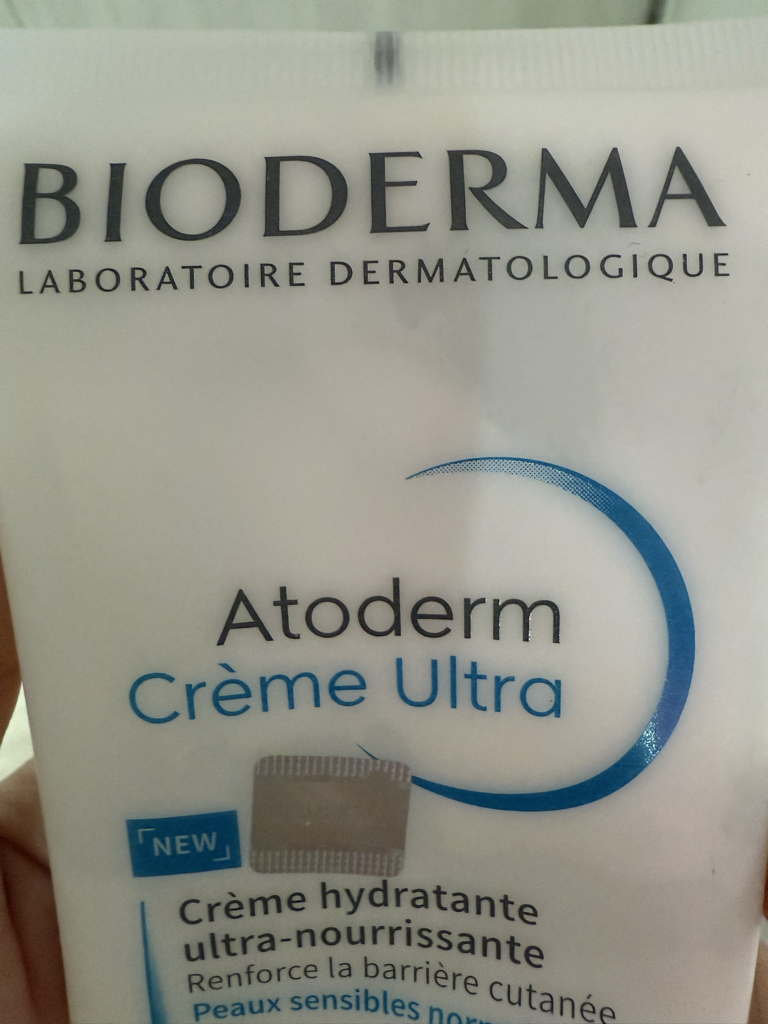 BIODERMA
LABORATOIRE DERMATOLOGIQUE
Atoderm
Crème Ultra
NEW
Crème hydratante
ultra-nourrissante
Renforce la barrière cutanée
Peaux sensibles